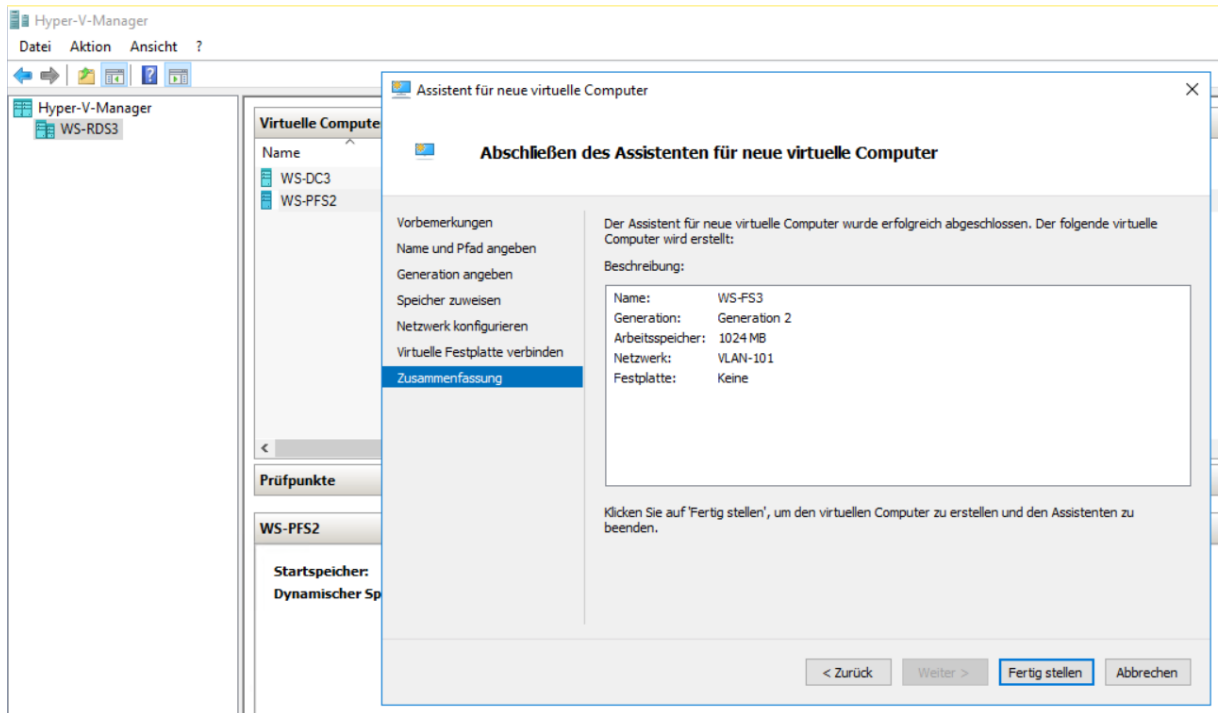 Hyper-V-Manager
Datei Aktion Ansicht ?
Hyper-V-Manager
WS-RDS3
Virtuelle Compute
Name
WS-DC3
WS-PFS2
Prüfpunkte
WS-PFS2
Startspeicher:
Dynamischer Sp
Assistent für neue virtuelle Computer
Abschließen des Assistenten für neue virtuelle Computer
Vorbemerkungen
Name und Pfad angeben
Generation angeben
Speicher zuweisen
Netzwerk konfigurieren
Virtuelle Festplatte verbinden
Zusammenfassung
Der Assistent für neue virtuelle Computer wurde erfolgreich abgeschlossen. Der folgende virtuelle
Computer wird erstellt:
Beschreibung:
Name: WS-FS3
Generation: Generation 2
Arbeitsspeicher: 1024 MB
Netzwerk: VLAN-101
Festplatte: Keine
Klicken Sie auf 'Fertig stellen', um den virtuellen Computer zu erstellen und den Assistenten zu
beenden.
< Zurück Weiter > Fertig stellen Abbrechen